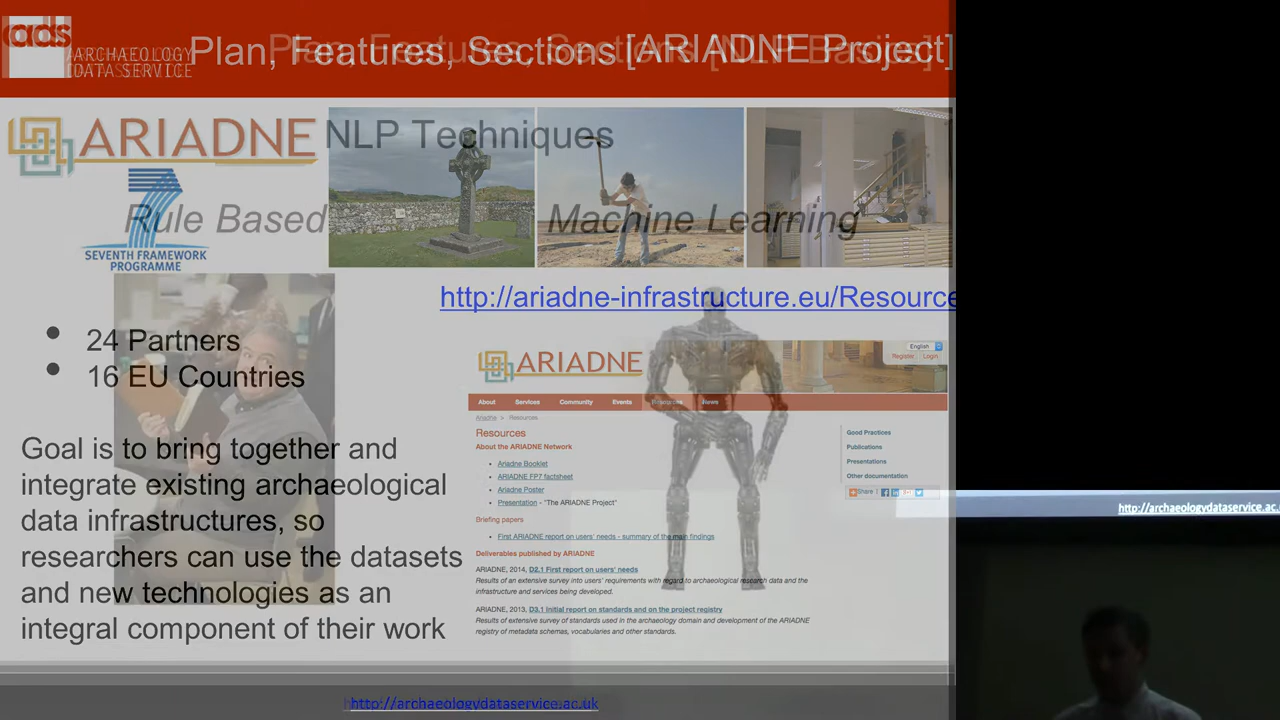 ads
ARCHAEOLOGY
DATA SERVICE
Plan, Features, Sections [ARIADNE Project]
Plan, Features, Sections [NLP Basics]
ARIADNE
NLP Techniques
Rule Based
Machine Learning
SEVENTH FRAMEWORK
PROGRAMME
http://ariadne-infrastructure.eu/Resource
• 24 Partners
• 16 EU Countries
Goal is to bring together and
integrate existing archaeological
data infrastructures, so
researchers can use the datasets
and new technologies as an
integral component of their work
ARIADNE
English
Register Login
About Services Community Events Resources News
Ariadne > Resources
Resources
About the ARIADNE Network
• Ariadne Booklet
• ARIADNE FP7 factsheet
• Ariadne Poster
• Presentation - "The ARIADNE Project"
Briefing papers
• First ARIADNE report on users' needs - summary of the main findings
Deliverables published by ARIADNE
ARIADNE, 2014, D2.1 First report on users' needs
Results of an extensive survey into users' requirements with regard to archaeological research data and the
infrastructure and services being developed.
ARIADNE, 2013, D3.1 Initial report on standards and on the project registry
Results of extensive survey of standards used in the archaeology domain and development of the ARIADNE
registry of metadata schemas, vocabularies and other standards.
Good Practices
Publications
Presentations
Other documentation
Share
http://archaeologydataservice.ac.uk
http://archaeologydataservice.ac.